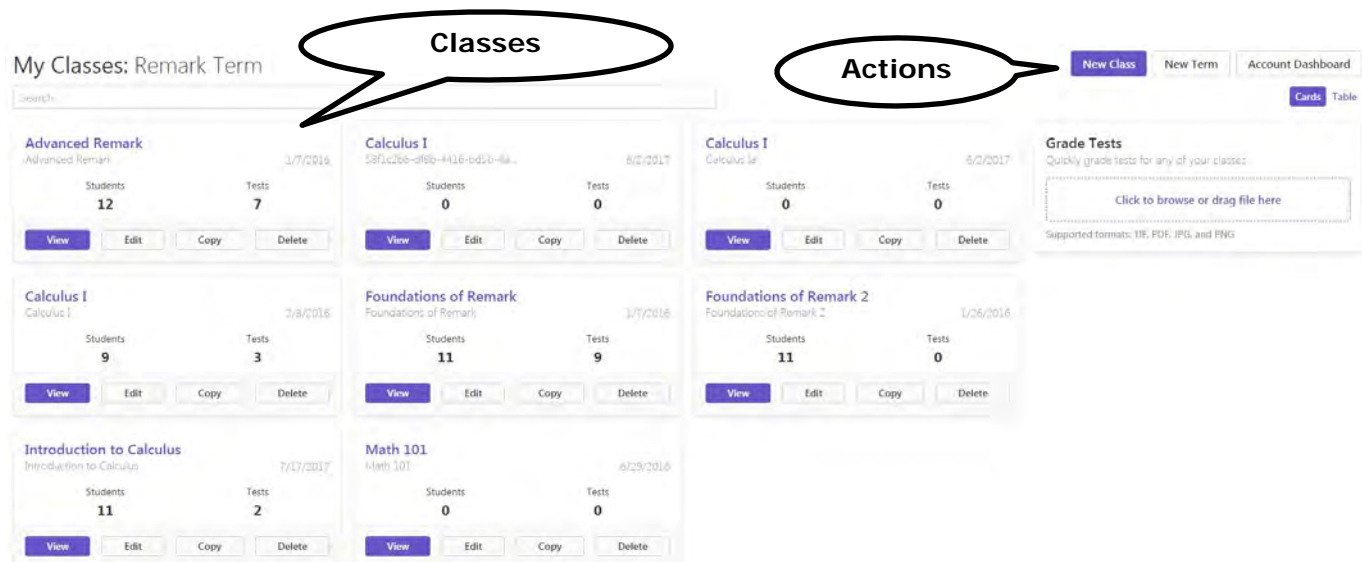 Classes
Actions
My Classes: Remark Term
New Class New Term Account Dashboard
Search
Cards Table
Advanced Remark
Advanced Remark 1/7/2016
Students Tests
12 7
View Edit Copy Delete
Calculus I
6/2/2017
Students Tests
0 0
View Edit Copy Delete
Calculus I
Calculus Ia 6/2/2017
Students Tests
0 0
View Edit Copy Delete
Grade Tests
Quickly grade tests for any of your classes
Click to browse or drag file here
Supported formats: TIF, PDF, JPG, and PNG
Calculus I
Calculus I
Students Tests
9 3
View Edit Copy Delete
Foundations of Remark
Foundations of Remark 1/7/2016
Students Tests
11 9
View Edit Copy Delete
Foundations of Remark 2
Foundations of Remark 2 1/26/2016
Students Tests
11 0
View Edit Copy Delete
Introduction to Calculus
Introduction to Calculus 7/17/2017
Students Tests
11 2
View Edit Copy Delete
Math 101
Math 101 6/29/2016
Students Tests
0 0
View Edit Copy Delete